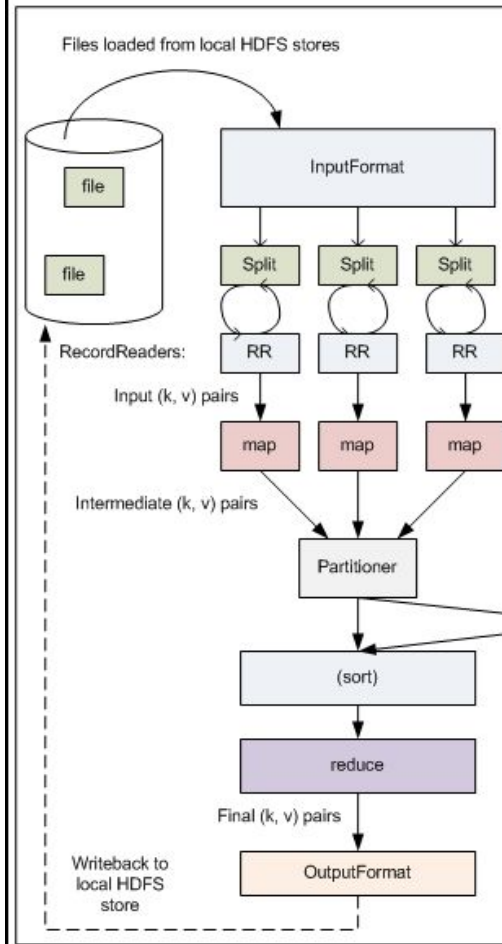 Files loaded from local HDFS stores
file
InputFormat
file
Split
Split
Split
RecordReaders:
RR
RR
RR
Input (k, v) pairs
map
map
map
Intermediate (k, v) pairs
Partitioner
(sort)
reduce
Final (k, v) pairs
Writeback to
local HDFS
store
OutputFormat